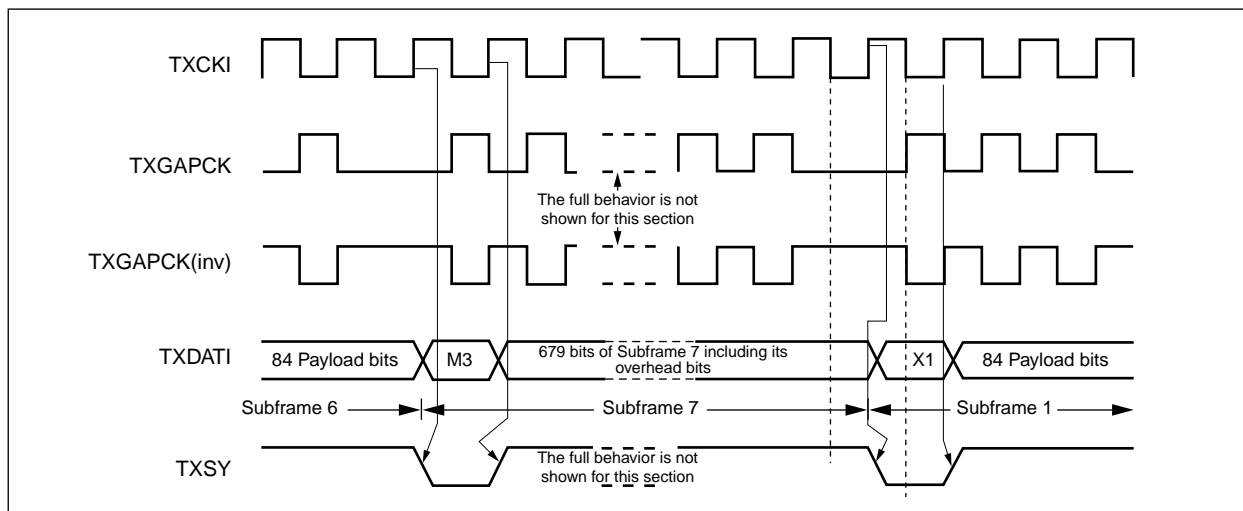 TXCKI
TXGAPCK
The full behavior is not
shown for this section
TXGAPCK(inv)
TXDATI
84 Payload bits
M3
679 bits of Subframe 7 including its
overhead bits
X1
84 Payload bits
Subframe 6
Subframe 7
Subframe 1
TXSY
The full behavior is not
shown for this section